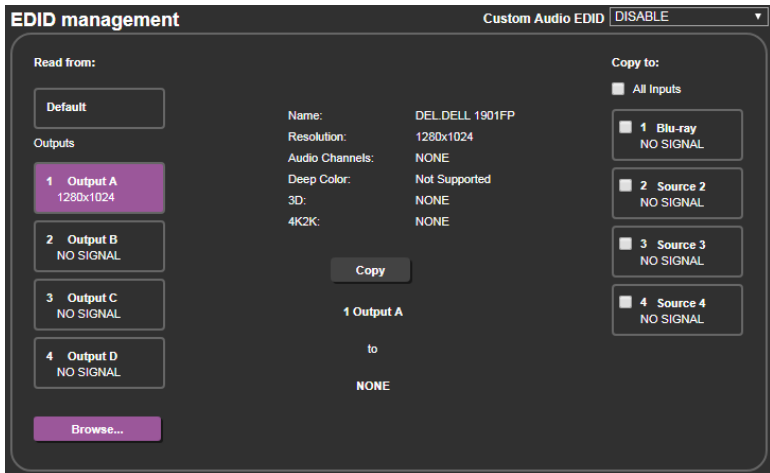 EDID management
Custom Audio EDID DISABLE
Read from:
Default
Outputs
1 Output A
1280x1024
2 Output B
NO SIGNAL
3 Output C
NO SIGNAL
4 Output D
NO SIGNAL
Browse...
Name: DEL.DELL 1901FP
Resolution: 1280x1024
Audio Channels: NONE
Deep Color: Not Supported
3D: NONE
4K2K: NONE
Copy
1 Output A
to
NONE
Copy to:
All Inputs
1 Blu-ray
NO SIGNAL
2 Source 2
NO SIGNAL
3 Source 3
NO SIGNAL
4 Source 4
NO SIGNAL